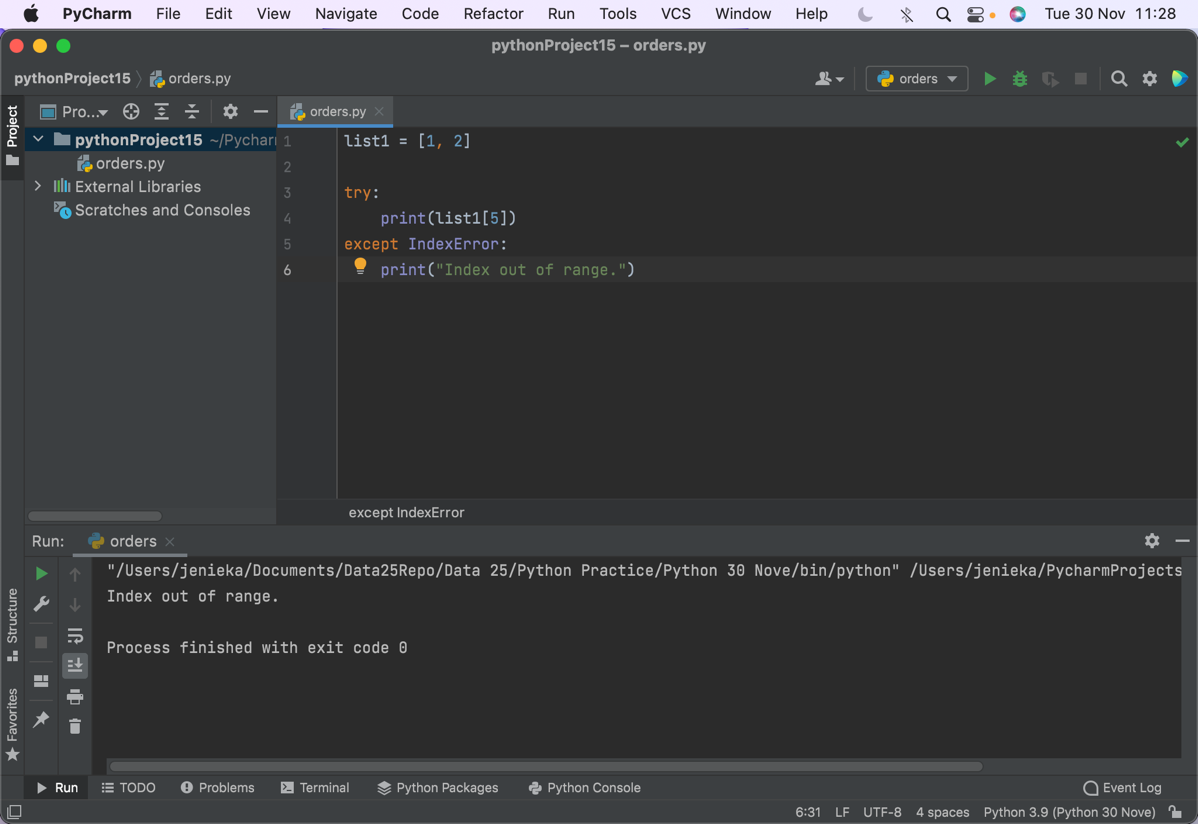 PyCharm File Edit View Navigate Code Refactor Run Tools VCS Window Help Tue 30 Nov 11:28
pythonProject15 – orders.py
pythonProject15 orders.py orders
Project
Pro... orders.py
pythonProject15 ~/Pychar
orders.py
External Libraries
Scratches and Consoles
1 list1 = [1, 2]
2
3 try:
4 print(list1[5])
5 except IndexError:
6 print("Index out of range.")
except IndexError
Run: orders
"/Users/jenieka/Documents/Data25Repo/Data 25/Python Practice/Python 30 Nove/bin/python" /Users/jenieka/PycharmProjects
Index out of range.
Process finished with exit code 0
Structure
Favorites
Run TODO Problems Terminal Python Packages Python Console Event Log
6:31 LF UTF-8 4 spaces Python 3.9 (Python 30 Nove)